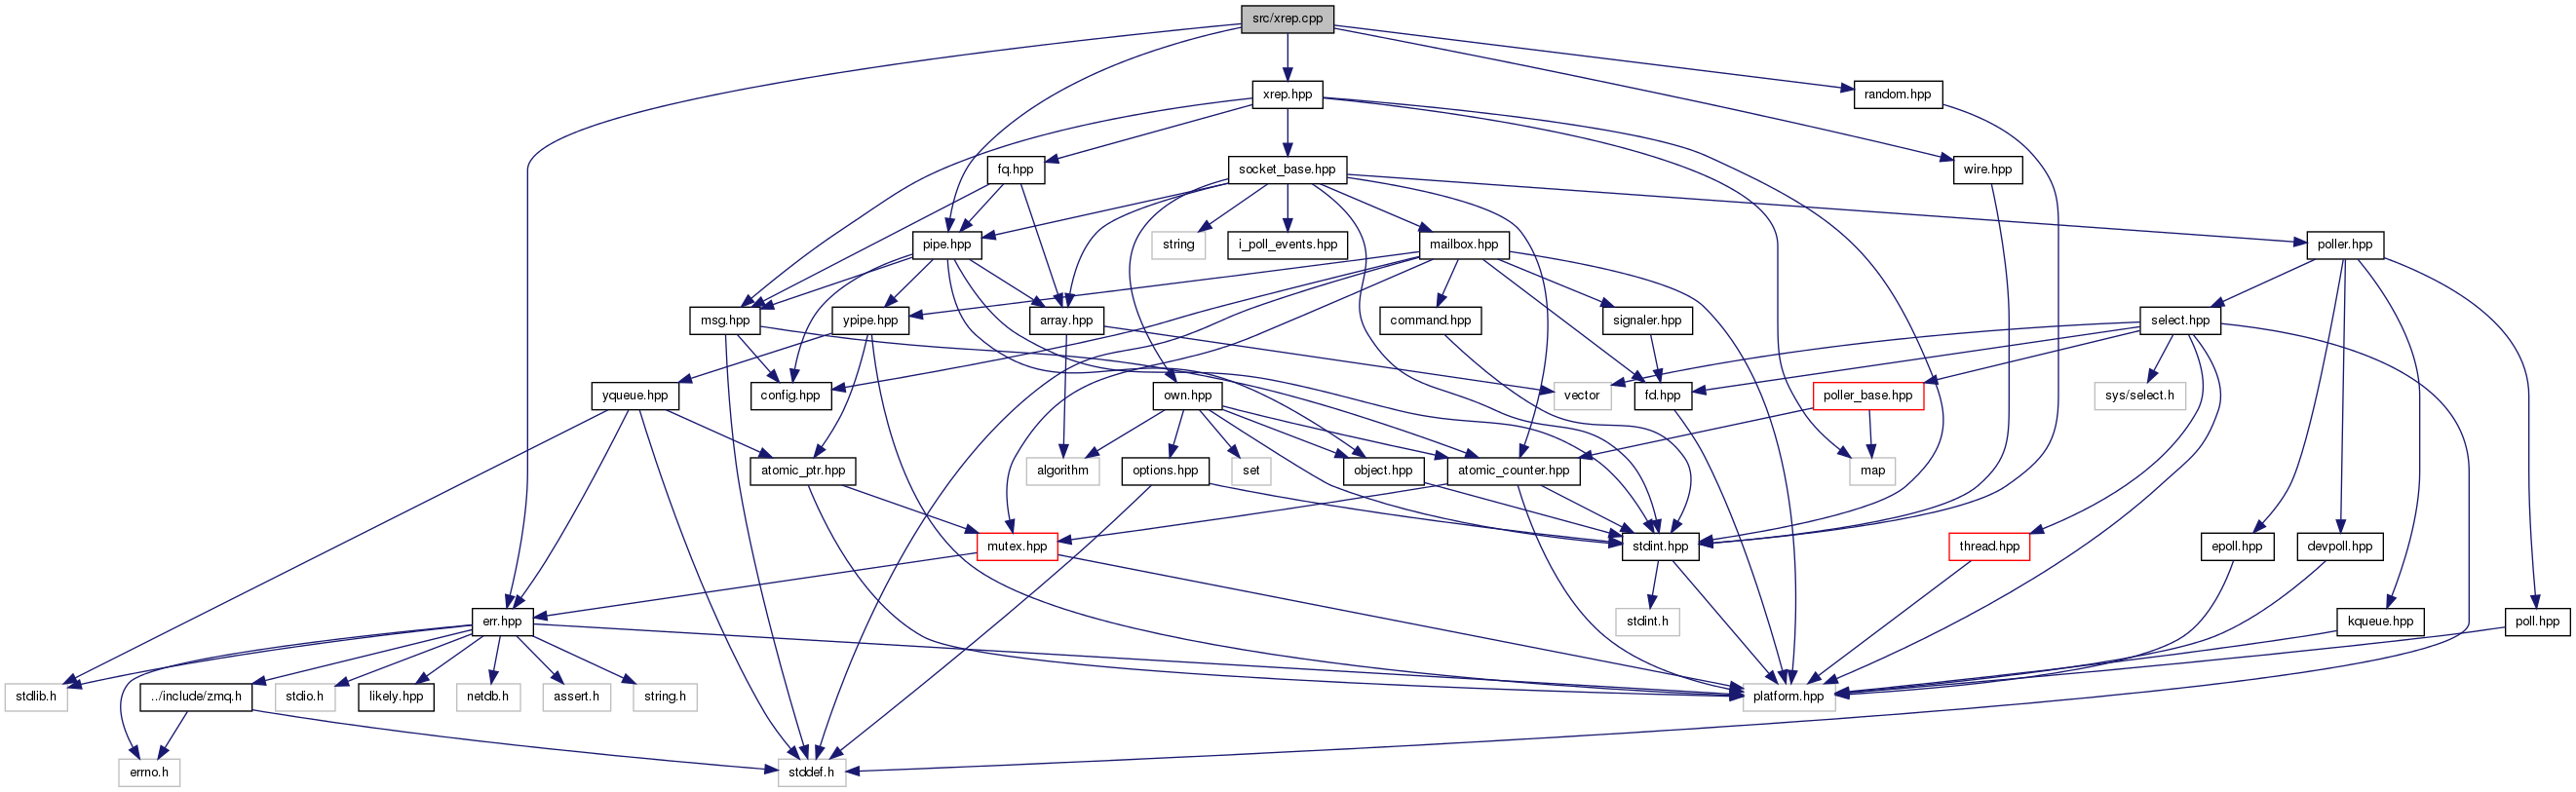 src/xrep.cpp
xrep.hpp
random.hpp
fq.hpp
socket_base.hpp
wire.hpp
pipe.hpp
string
i_poll_events.hpp
mailbox.hpp
poller.hpp
msg.hpp
ypipe.hpp
array.hpp
command.hpp
signaler.hpp
select.hpp
yqueue.hpp
config.hpp
own.hpp
vector
fd.hpp
poller_base.hpp
sys/select.h
atomic_ptr.hpp
algorithm
options.hpp
set
object.hpp
atomic_counter.hpp
map
mutex.hpp
stdint.hpp
thread.hpp
epoll.hpp
devpoll.hpp
err.hpp
stdint.h
kqueue.hpp
poll.hpp
stdlib.h
../include/zmq.h
stdio.h
likely.hpp
netdb.h
assert.h
string.h
platform.hpp
errno.h
stddef.h